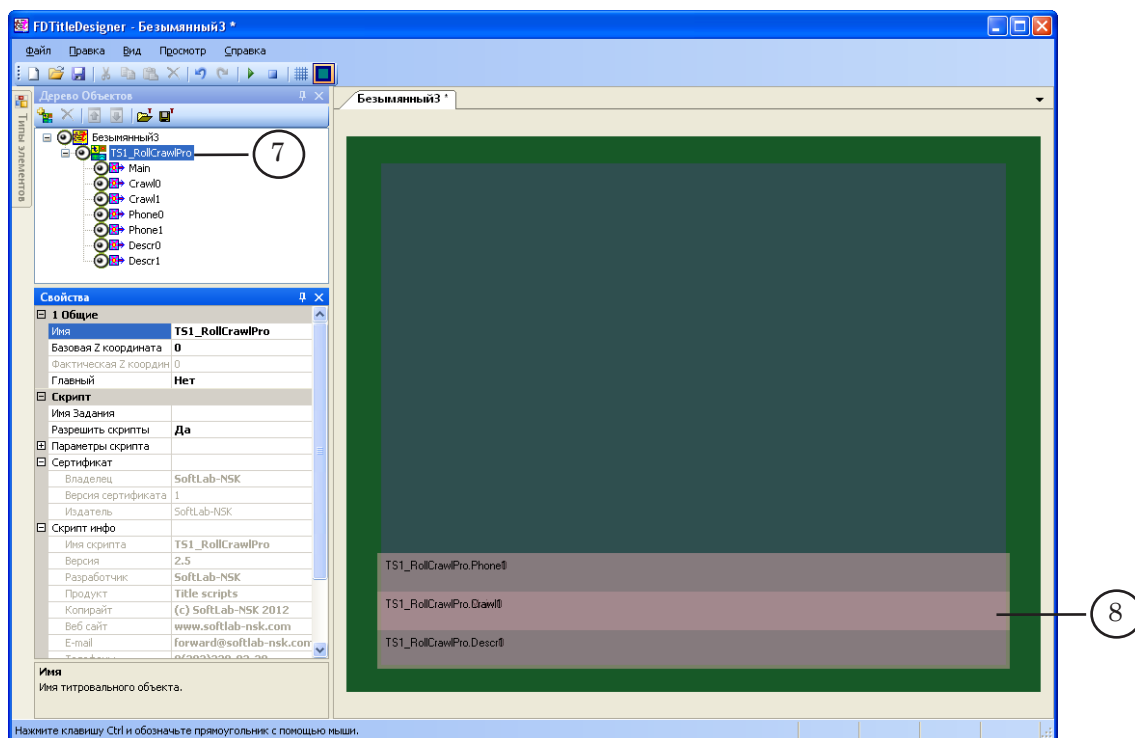 FDTitleDesigner - Безымянный3 *
Файл Правка Вид Просмотр Справка
Типы элементов
Дерево Объектов
Безымянный3
TS1_RollCrawlPro
7
Main
Crawl0
Crawl1
Phone0
Phone1
Descr0
Descr1
Свойства
1 Общие
Имя TS1_RollCrawlPro
Базовая Z координата 0
Фактическая Z координ 0
Главный Нет
Скрипт
Имя Задания
Разрешить скрипты Да
Параметры скрипта
Сертификат
Владелец SoftLab-NSK
Версия сертификата 1
Издатель SoftLab-NSK
Скрипт инфо
Имя скрипта TS1_RollCrawlPro
Версия 2.5
Разработчик SoftLab-NSK
Продукт Title scripts
Копирайт (c) SoftLab-NSK 2012
Веб сайт www.softlab-nsk.com
E-mail forward@softlab-nsk.com
Имя
Имя титровального объекта.
Безымянный3 *
TS1_RollCrawlPro.Phone0
TS1_RollCrawlPro.Crawl0
8
TS1_RollCrawlPro.Descr0
Нажмите клавишу Ctrl и обозначьте прямоугольник с помощью мыши.